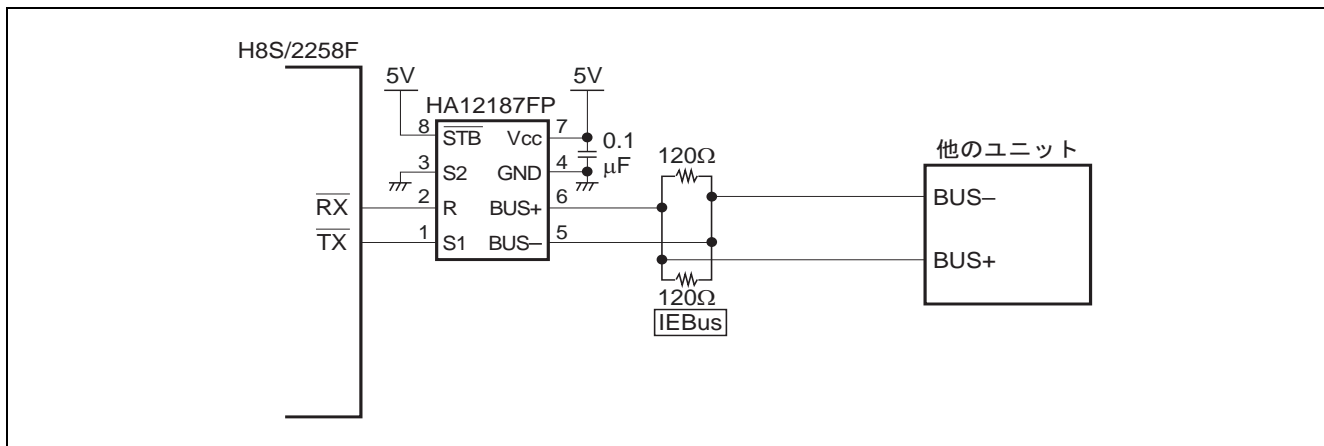 H8S/2258F
5V
5V
HA12187FP
8 STB Vcc 7
0.1
μF
3 S2 GND 4
RX 2 R BUS+ 6
TX 1 S1 BUS– 5
120Ω
120Ω
IEBus
他のユニット
BUS–
BUS+